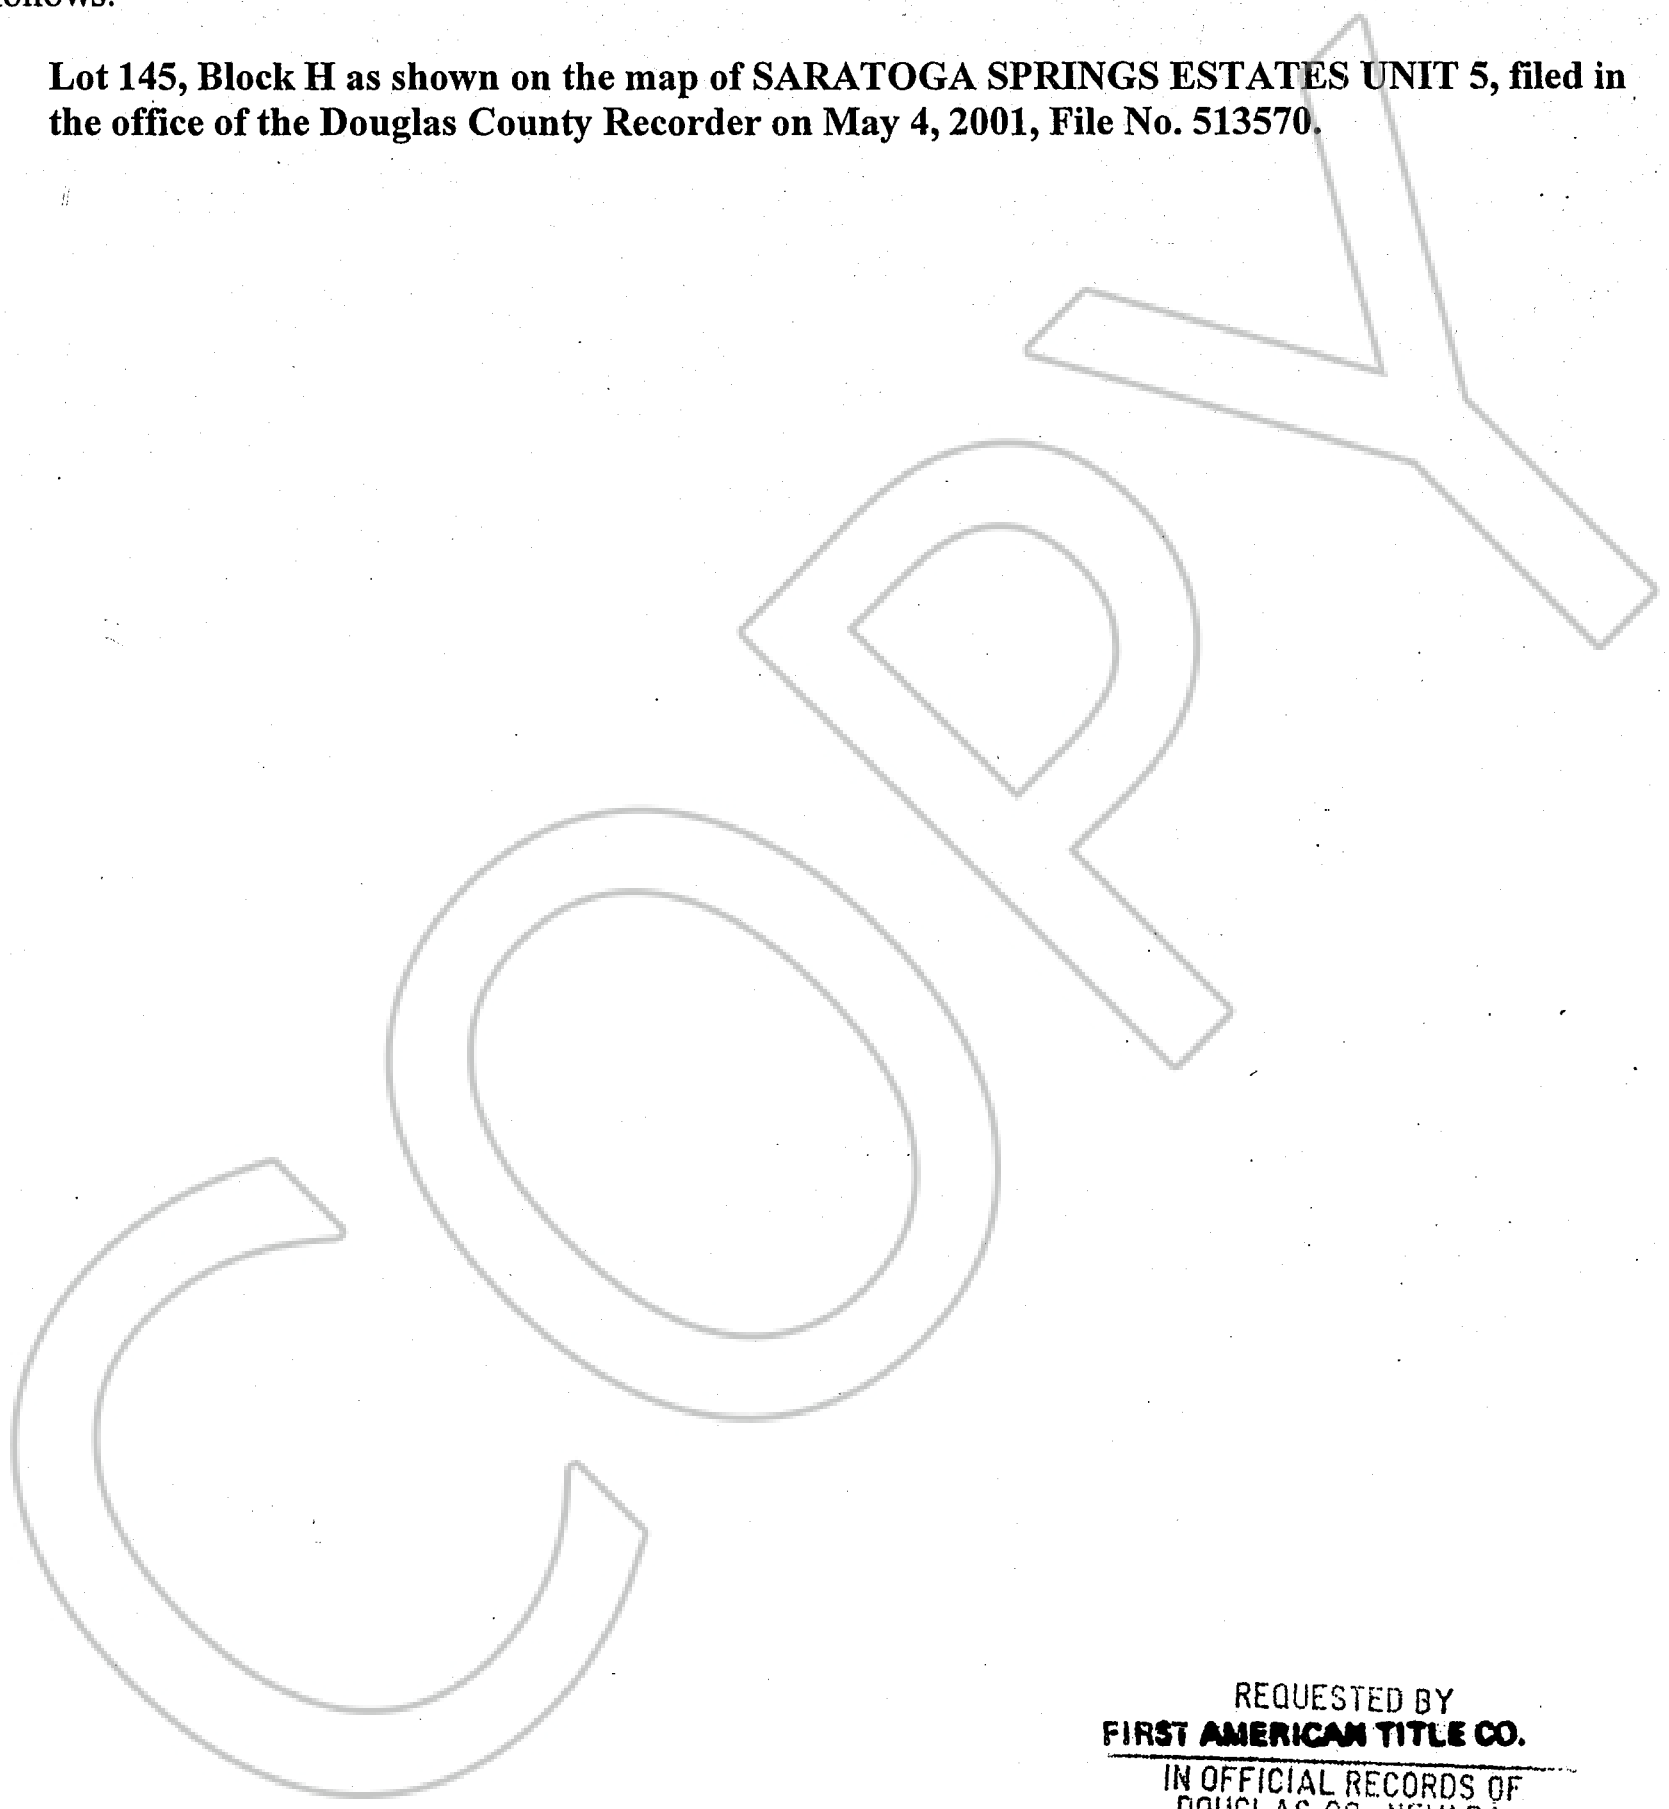 Lot 145, Block H as shown on the map of SARATOGA SPRINGS ESTATES UNIT 5, filed in
the office of the Douglas County Recorder on May 4, 2001, File No. 513570.
COPY
REQUESTED BY
FIRST AMERICAN TITLE CO.
IN OFFICIAL RECORDS OF